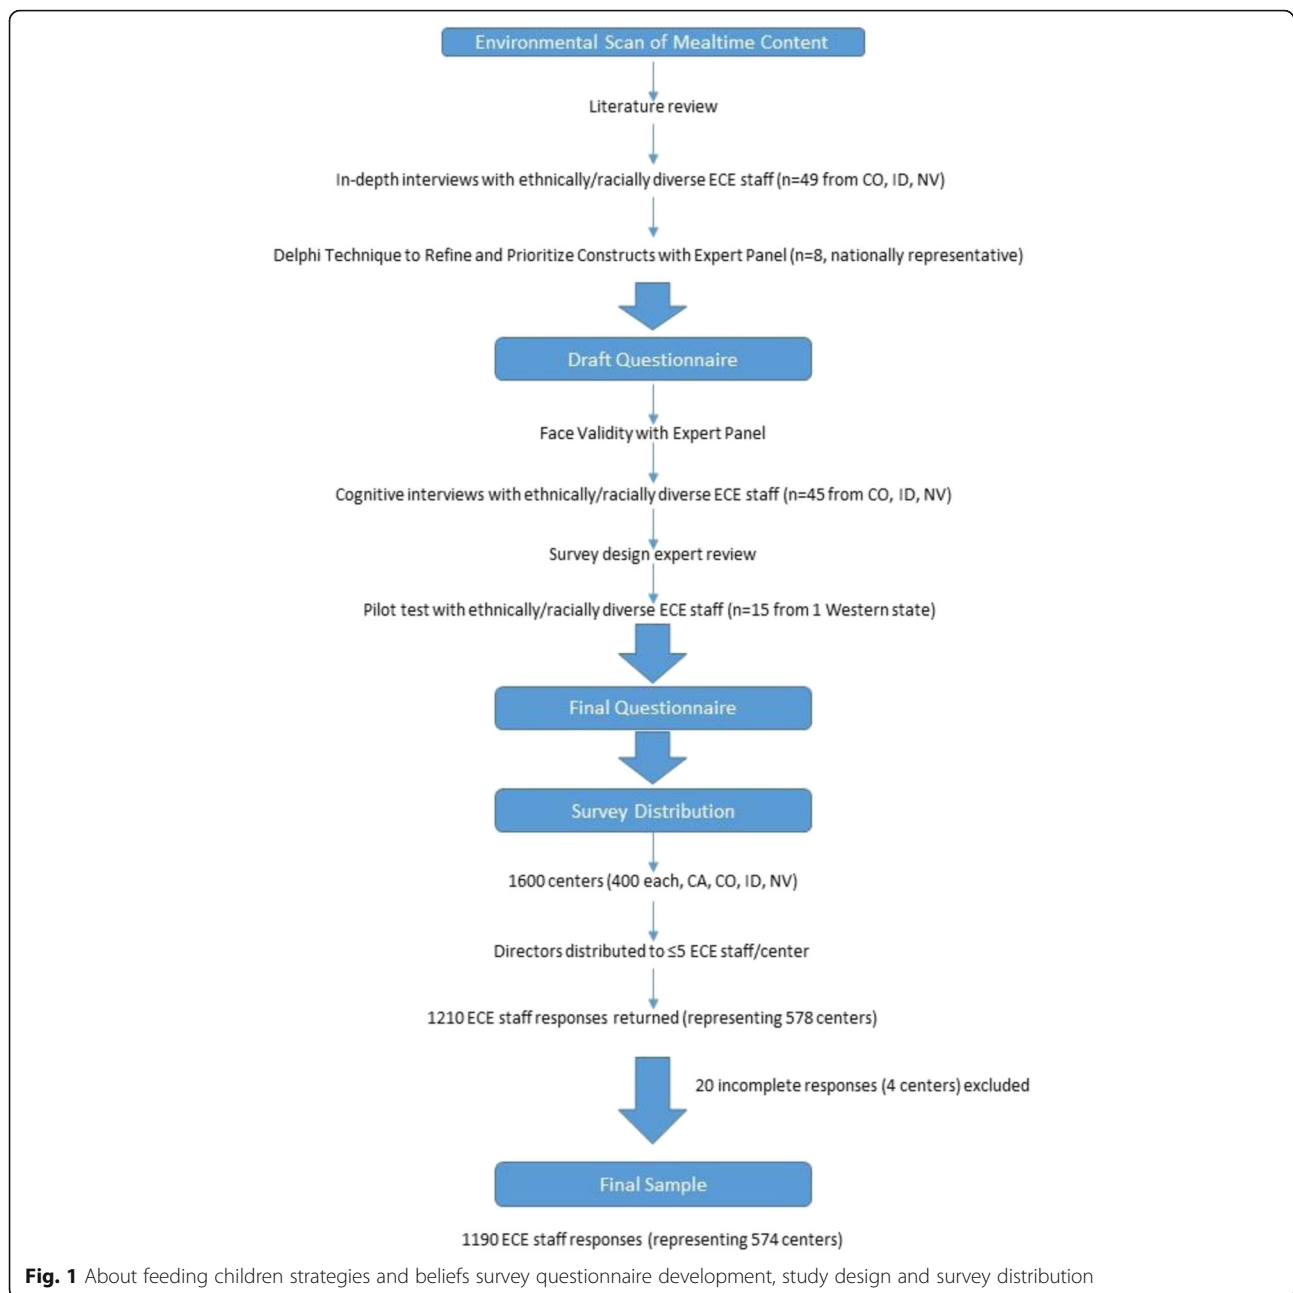 Environmental Scan of Mealtime Content
Literature review
In-depth interviews with ethnically/racially diverse ECE staff (n=49 from CO, ID, NV)
Delphi Technique to Refine and Prioritize Constructs with Expert Panel (n=8, nationally representative)
Draft Questionnaire
Face Validity with Expert Panel
Cognitive interviews with ethnically/racially diverse ECE staff (n=45 from CO, ID, NV)
Survey design expert review
Pilot test with ethnically/racially diverse ECE staff (n=15 from 1 Western state)
Final Questionnaire
Survey Distribution
1600 centers (400 each, CA, CO, ID, NV)
Directors distributed to ≤5 ECE staff/center
1210 ECE staff responses returned (representing 578 centers)
20 incomplete responses (4 centers) excluded
Final Sample
1190 ECE staff responses (representing 574 centers)
Fig. 1 About feeding children strategies and beliefs survey questionnaire development, study design and survey distribution